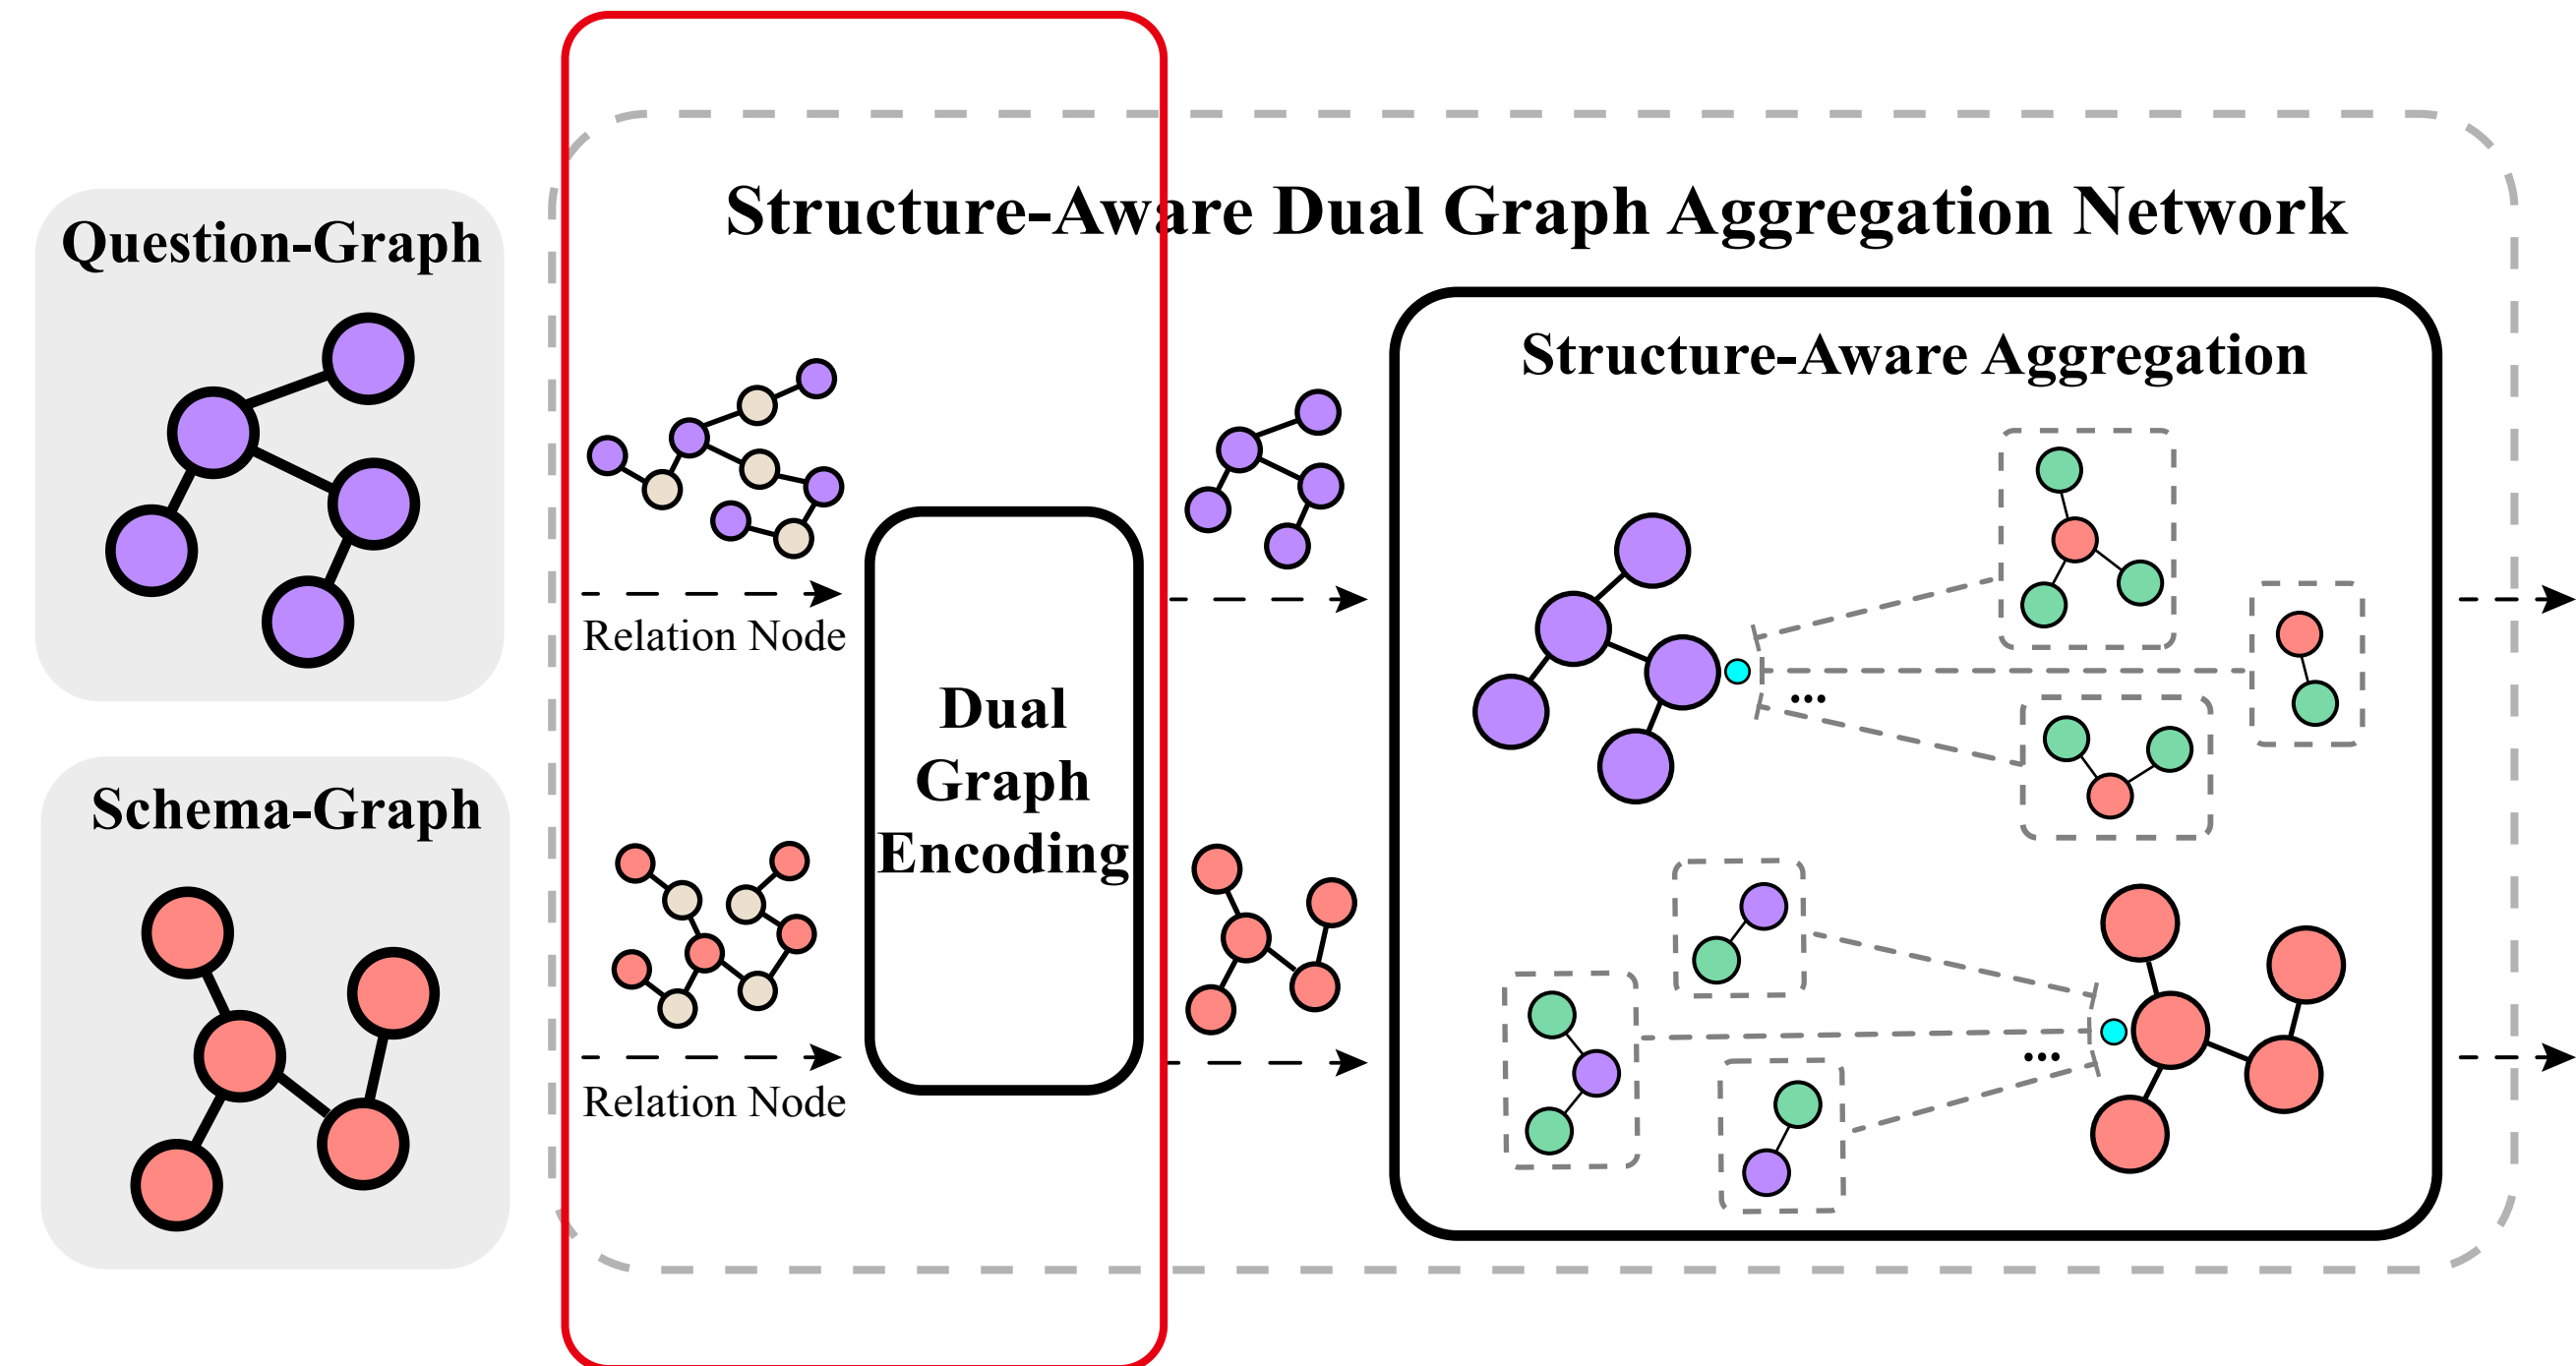 Structure-Aware Dual Graph Aggregation Network
Question-Graph
Schema-Graph
Relation Node
Relation Node
Dual
Graph
Encoding
Structure-Aware Aggregation
...
...